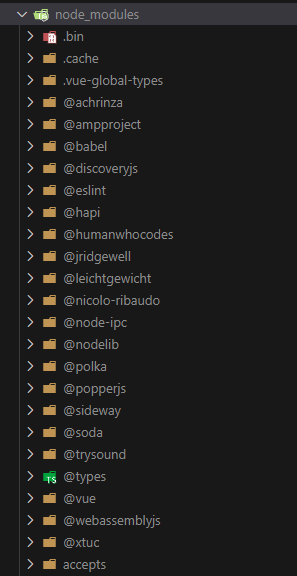 node_modules
.bin
.cache
.vue-global-types
@achrinza
@ampproject
@babel
@discoveryjs
@eslint
@hapi
@humanwhocodes
@jridgewell
@leichtgewicht
@nicolo-ribaudo
@node-ipc
@nodelib
@polka
@popperjs
@sideway
@soda
@trysound
TS @types
@vue
@webassemblyjs
@xtuc
accepts